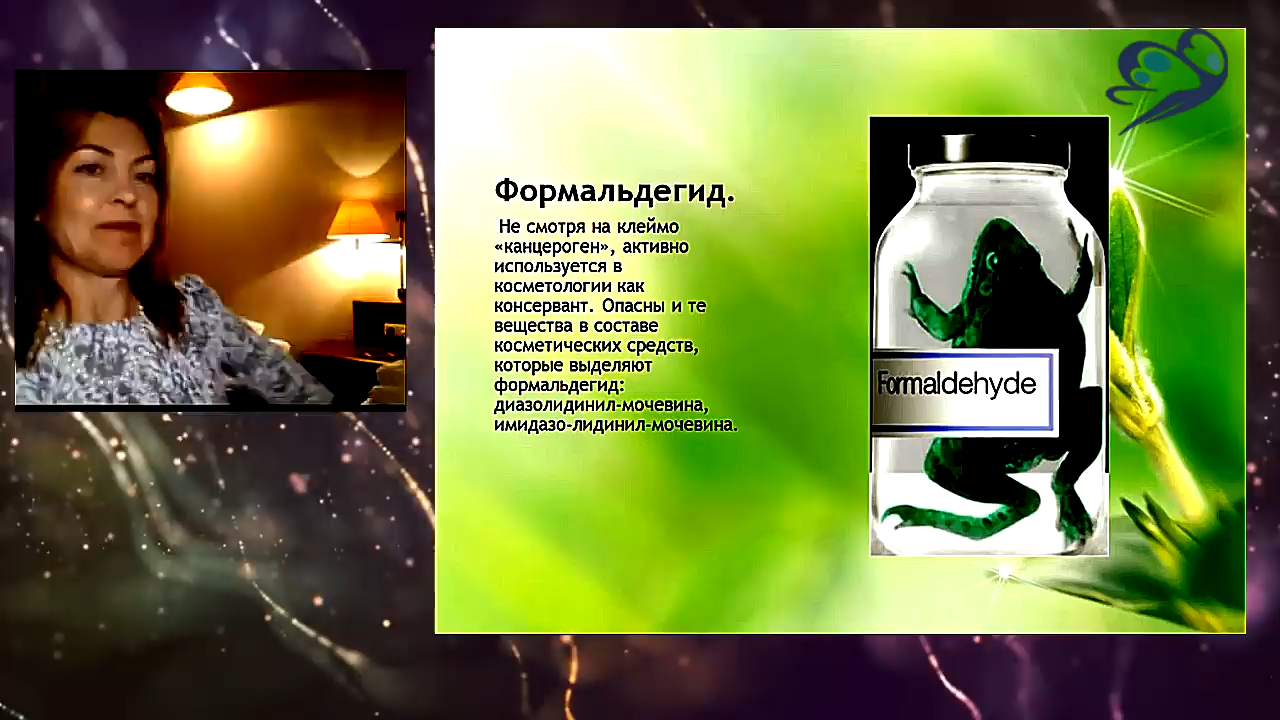 Формальдегид.
Не смотря на клеймо
«канцероген», активно
используется в
косметологии как
консервант. Опасны и те
вещества в составе
косметических средств,
которые выделяют
формальдегид:
диазолидинил-мочевина,
имидазо-лидинил-мочевина.
Formaldehyde